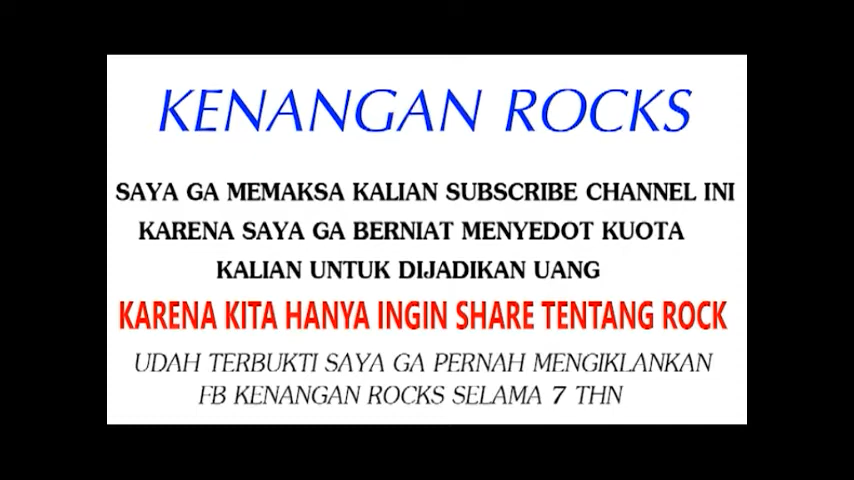 KENANGAN ROCKS
SAYA GA MEMAKSA KALIAN SUBSCRIBE CHANNEL INI
KARENA SAYA GA BERNIAT MENYEDOT KUOTA
KALIAN UNTUK DIJADIKAN UANG
KARENA KITA HANYA INGIN SHARE TENTANG ROCK
UDAH TERBUKTI SAYA GA PERNAH MENGIKLANKAN
FB KENANGAN ROCKS SELAMA 7 THN